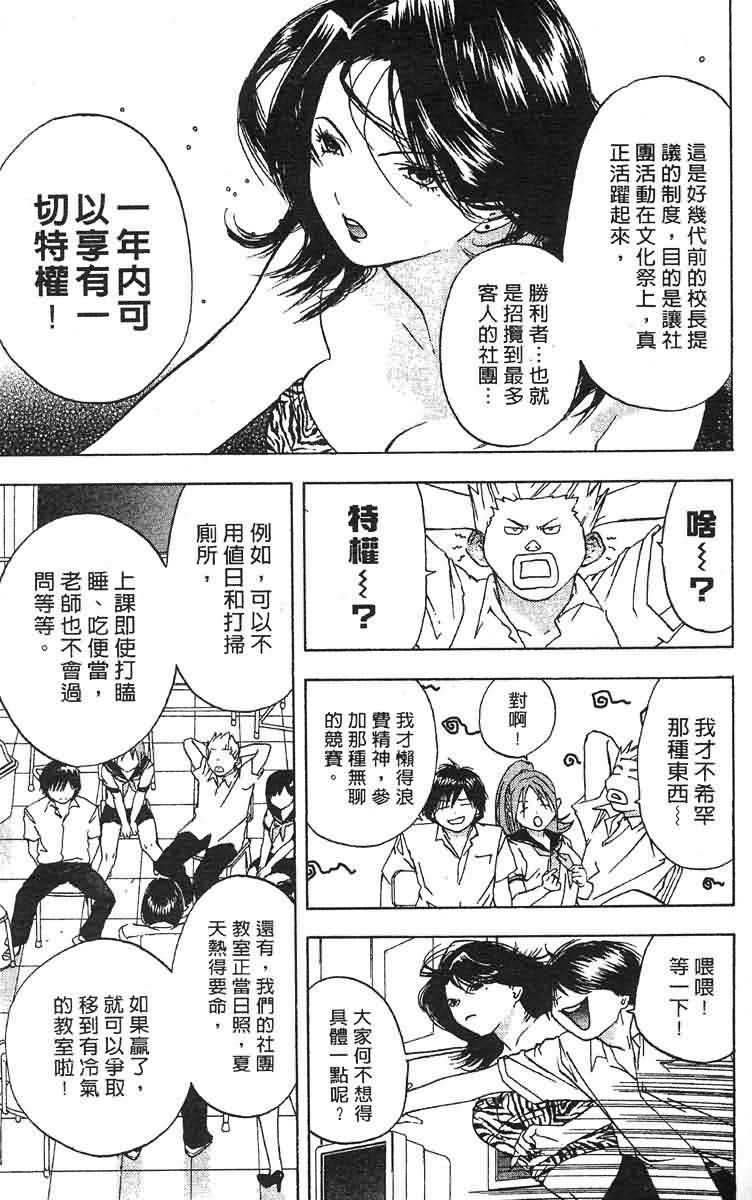 這是好幾代前的校長提
議的制度，目的是讓社
團活動在文化祭上，真
正活躍起來，
勝利者…也就
是招攬到最多
客人的社團…
一年内可
以享有一
切特權！
啥～？
特權～？
我才不希罕
那種東西～
對啊！
我才懶得浪
費精神，參
加那種無聊
的競賽。
喂喂！
等一下！
大家何不想得
具體一點呢？
例如，可以不
用值日和打掃
廁所，
上課即使打瞌
睡、吃便當，
老師也不會過
問等等。
還有，我們的社團
教室正當日照，夏
天熱得要命，
如果贏了，
就可以爭取
移到有冷氣
的教室啦！